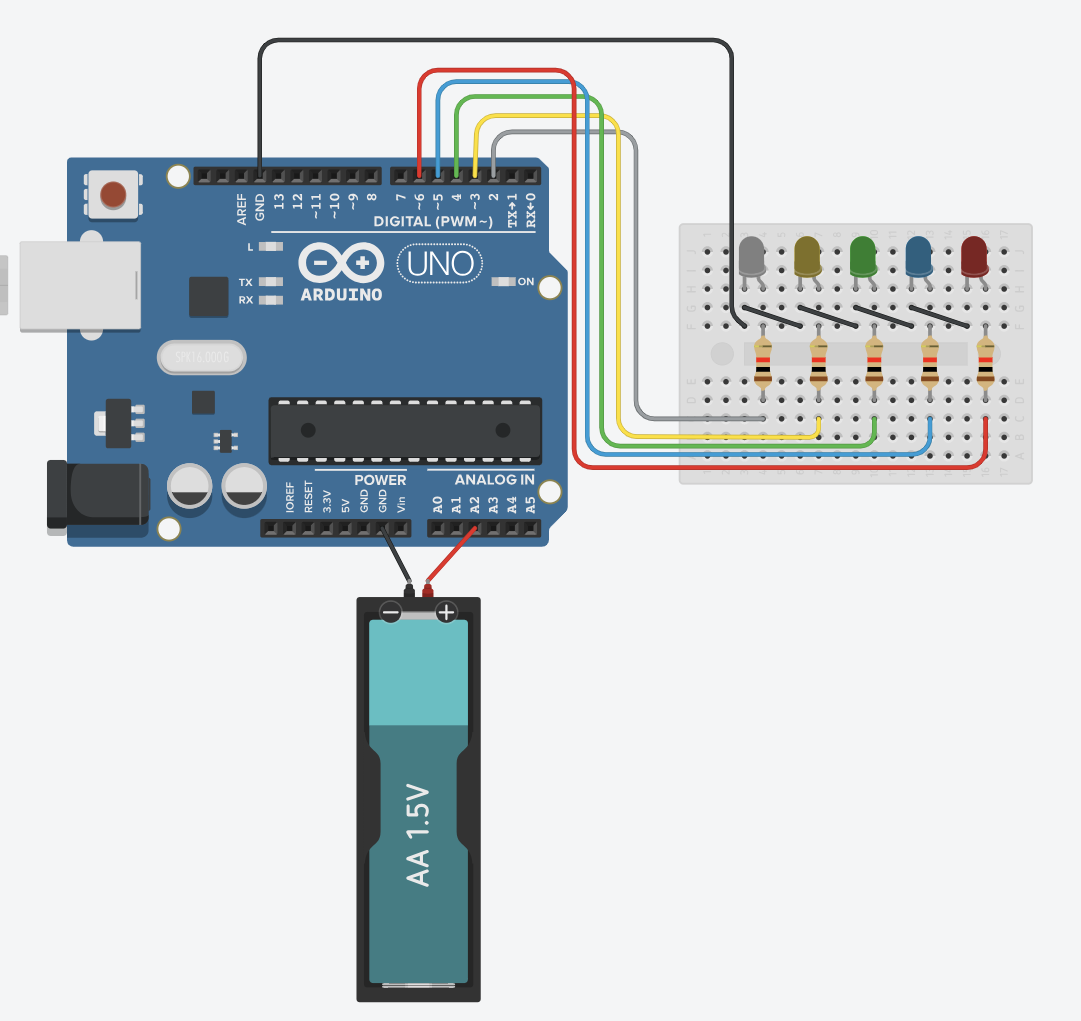 AREF
GND
13
12
~11
~10
~9
8
7
~6
~5
4
~3
2
TX→1
RX←0
DIGITAL (PWM~)
L
TX
RX
ARDUINO
UNO
ON
SPK16.000G
POWER
ANALOG IN
IOREF
RESET
3.3V
5V
GND
GND
Vin
A0
A1
A2
A3
A4
A5
J
I
H
G
F
E
D
C
B
A
J
I
H
G
F
E
D
C
B
A
− +
AA 1.5V